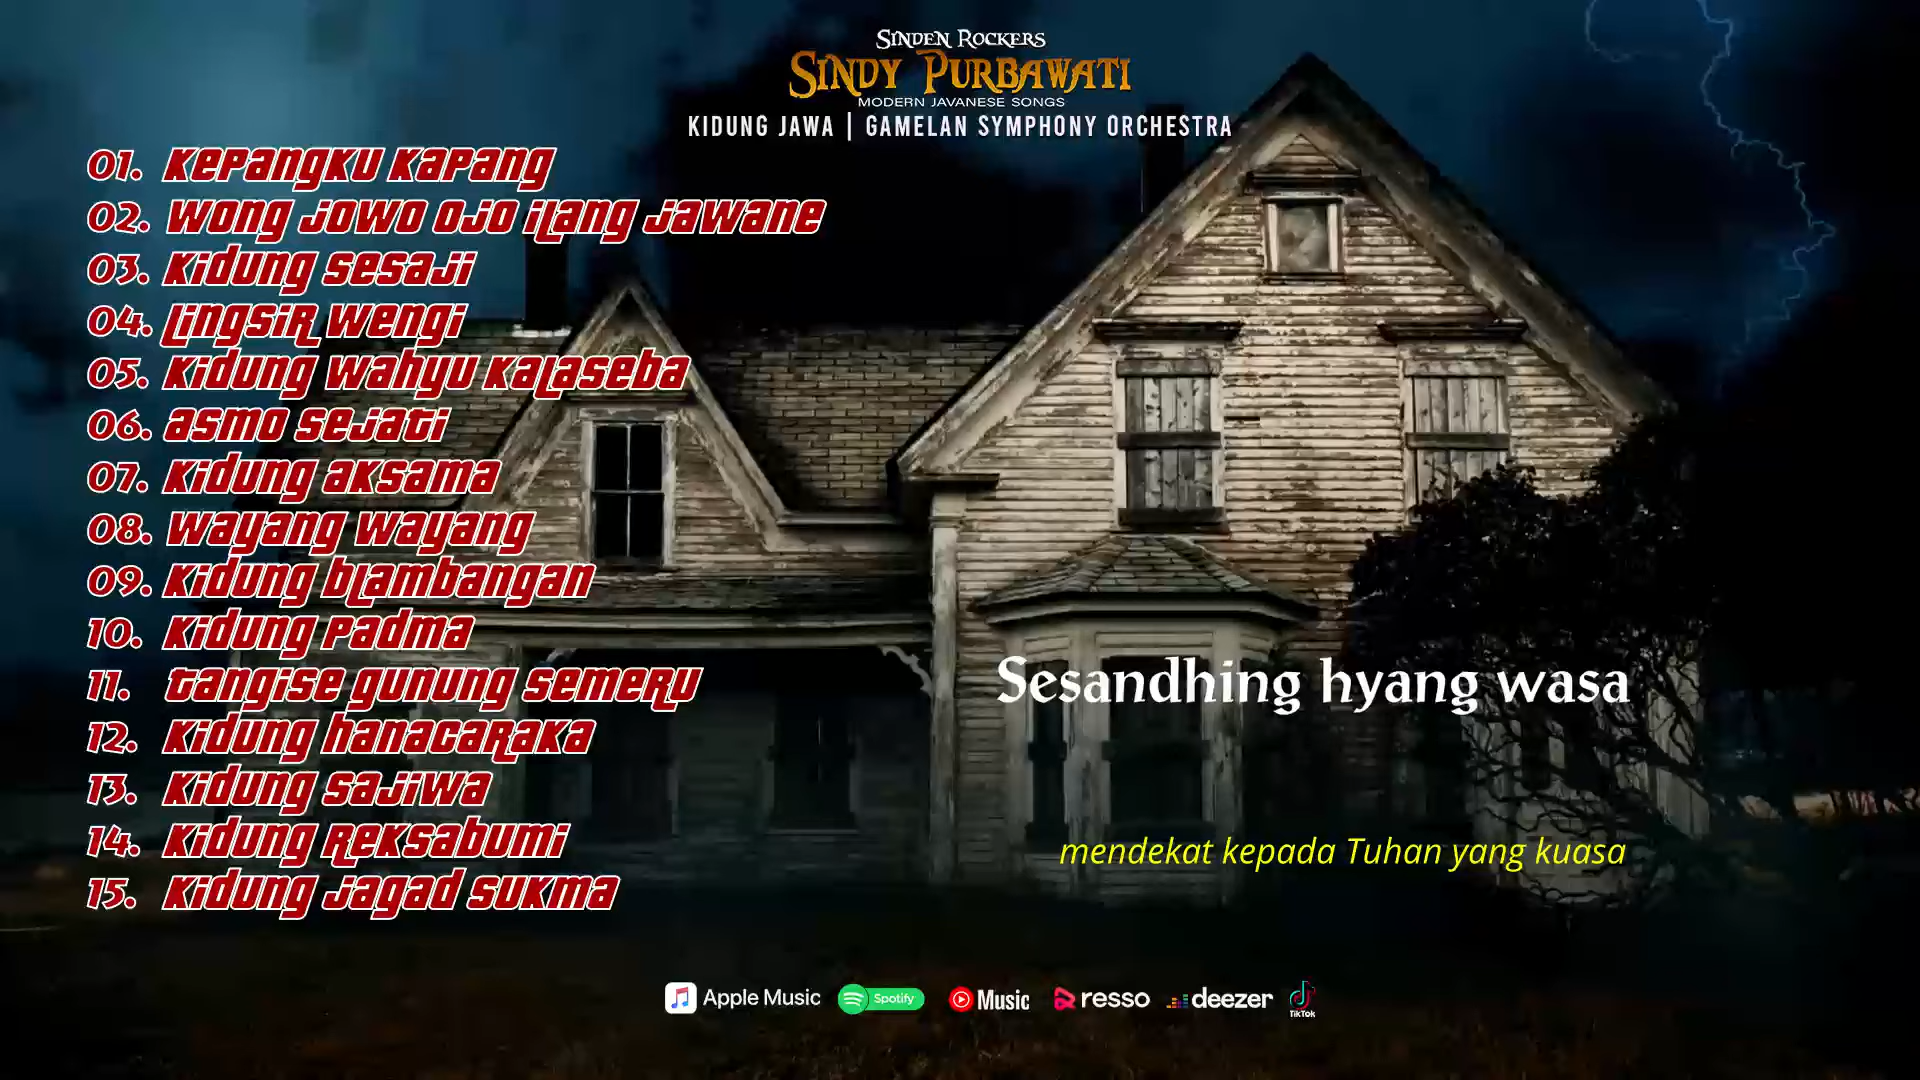 SINDEN ROCKERS
SINDY PURBAWATI
MODERN JAVANESE SONGS
KIDUNG JAWA | GAMELAN SYMPHONY ORCHESTRA
01. Kepangku Kapang
02. Wong Jowo Ojo Ilang Jawane
03. Kidung Sesaji
04. Lingsir Wengi
05. Kidung Wahyu Kalaseba
06. Asmo Sejati
07. Kidung Aksama
08. Wayang Wayang
09. Kidung Blambangan
10. Kidung Padma
11. Tangise Gunung Semeru
12. Kidung Hanacaraka
13. Kidung Sajiwa
14. Kidung Reksabumi
15. Kidung Jagad Sukma
Sesandhing hyang wasa
mendekat kepada Tuhan yang kuasa
Apple Music Spotify Music resso deezer TikTok